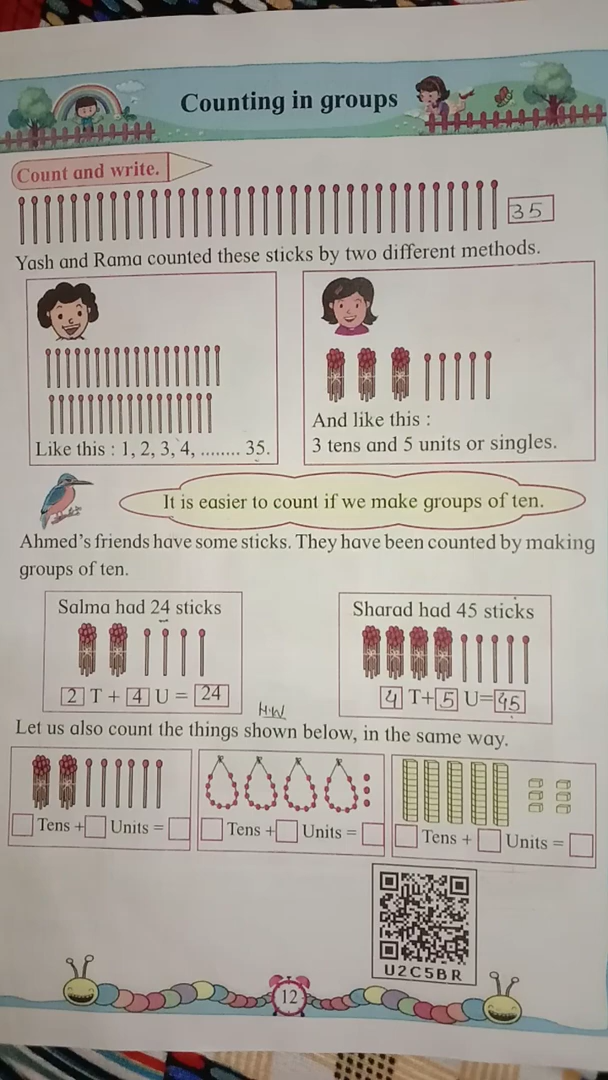 Counting in groups
Count and write.
35
Yash and Rama counted these sticks by two different methods.
Like this : 1, 2, 3, 4, ........ 35.
And like this :
3 tens and 5 units or singles.
It is easier to count if we make groups of ten.
Ahmed's friends have some sticks. They have been counted by making
groups of ten.
Salma had 24 sticks
2 T + 4 U = 24
Sharad had 45 sticks
4 T+ 5 U= 45
H.W
Let us also count the things shown below, in the same way.
Tens + Units =
Tens + Units =
Tens + Units =
U2C5BR
12